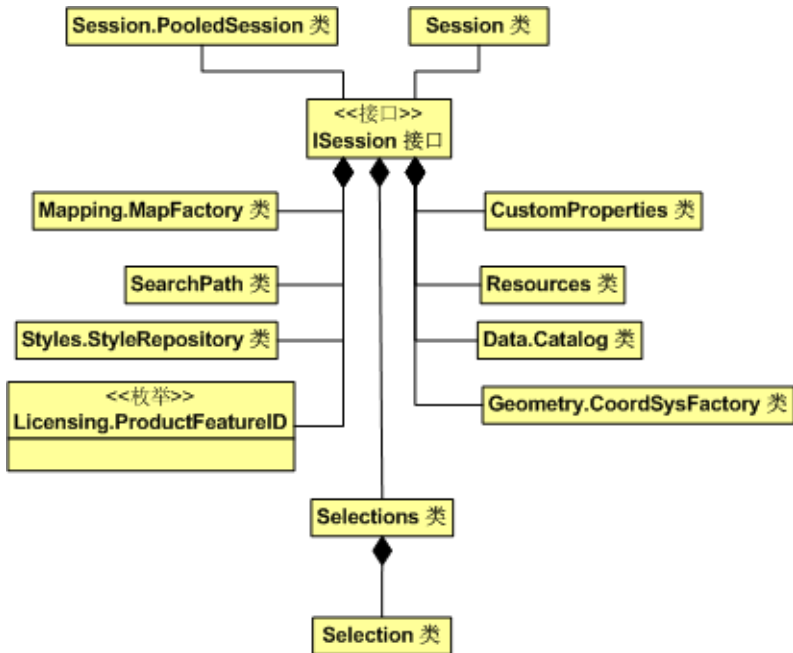 Session.PooledSession 类
Session 类
<<接口>>
ISession 接口
Mapping.MapFactory 类
CustomProperties 类
SearchPath 类
Resources 类
Styles.StyleRepository 类
Data.Catalog 类
<<枚举>>
Licensing.ProductFeatureID
Geometry.CoordSysFactory 类
Selections 类
Selection 类